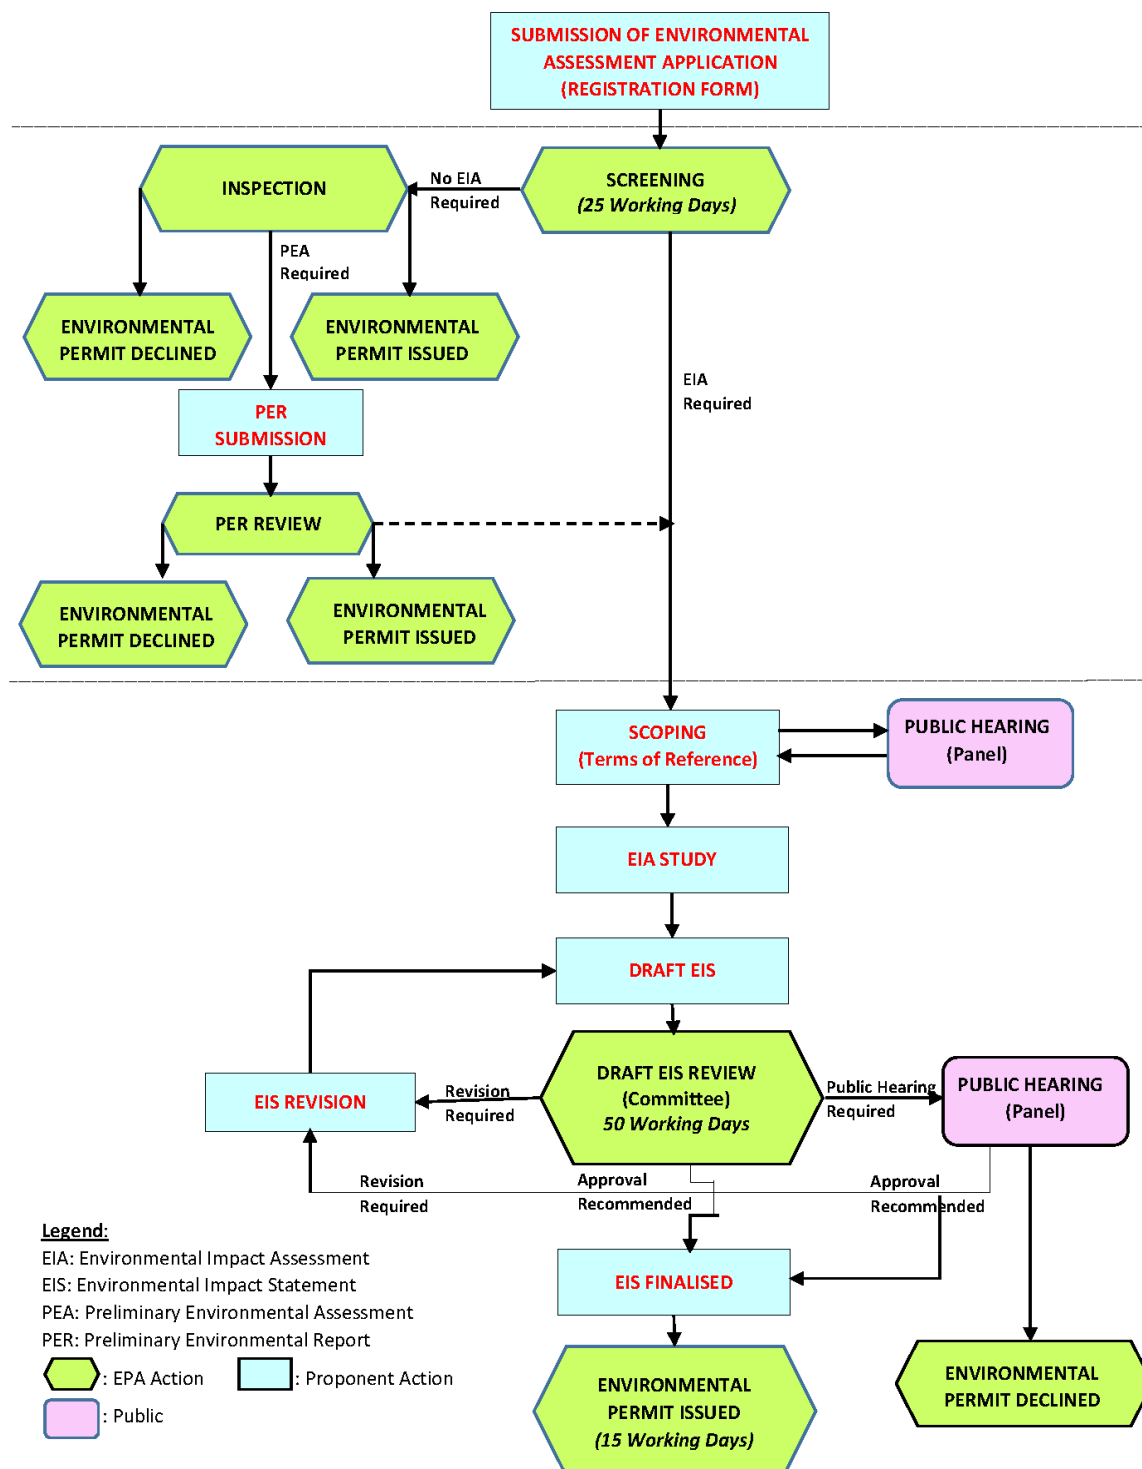 SUBMISSION OF ENVIRONMENTAL
ASSESSMENT APPLICATION
(REGISTRATION FORM)
INSPECTION
No EIA
Required
SCREENING
(25 Working Days)
PEA
Required
ENVIRONMENTAL
PERMIT DECLINED
ENVIRONMENTAL
PERMIT ISSUED
EIA
Required
PER
SUBMISSION
PER REVIEW
ENVIRONMENTAL
PERMIT DECLINED
ENVIRONMENTAL
PERMIT ISSUED
SCOPING
(Terms of Reference)
PUBLIC HEARING
(Panel)
EIA STUDY
DRAFT EIS
EIS REVISION
Revision
Required
DRAFT EIS REVIEW
(Committee)
50 Working Days
Public Hearing
Required
PUBLIC HEARING
(Panel)
Revision
Required
Approval
Recommended
Approval
Recommended
EIS FINALISED
Legend:
EIA: Environmental Impact Assessment
EIS: Environmental Impact Statement
PEA: Preliminary Environmental Assessment
PER: Preliminary Environmental Report
: EPA Action
: Proponent Action
: Public
ENVIRONMENTAL
PERMIT ISSUED
(15 Working Days)
ENVIRONMENTAL
PERMIT DECLINED